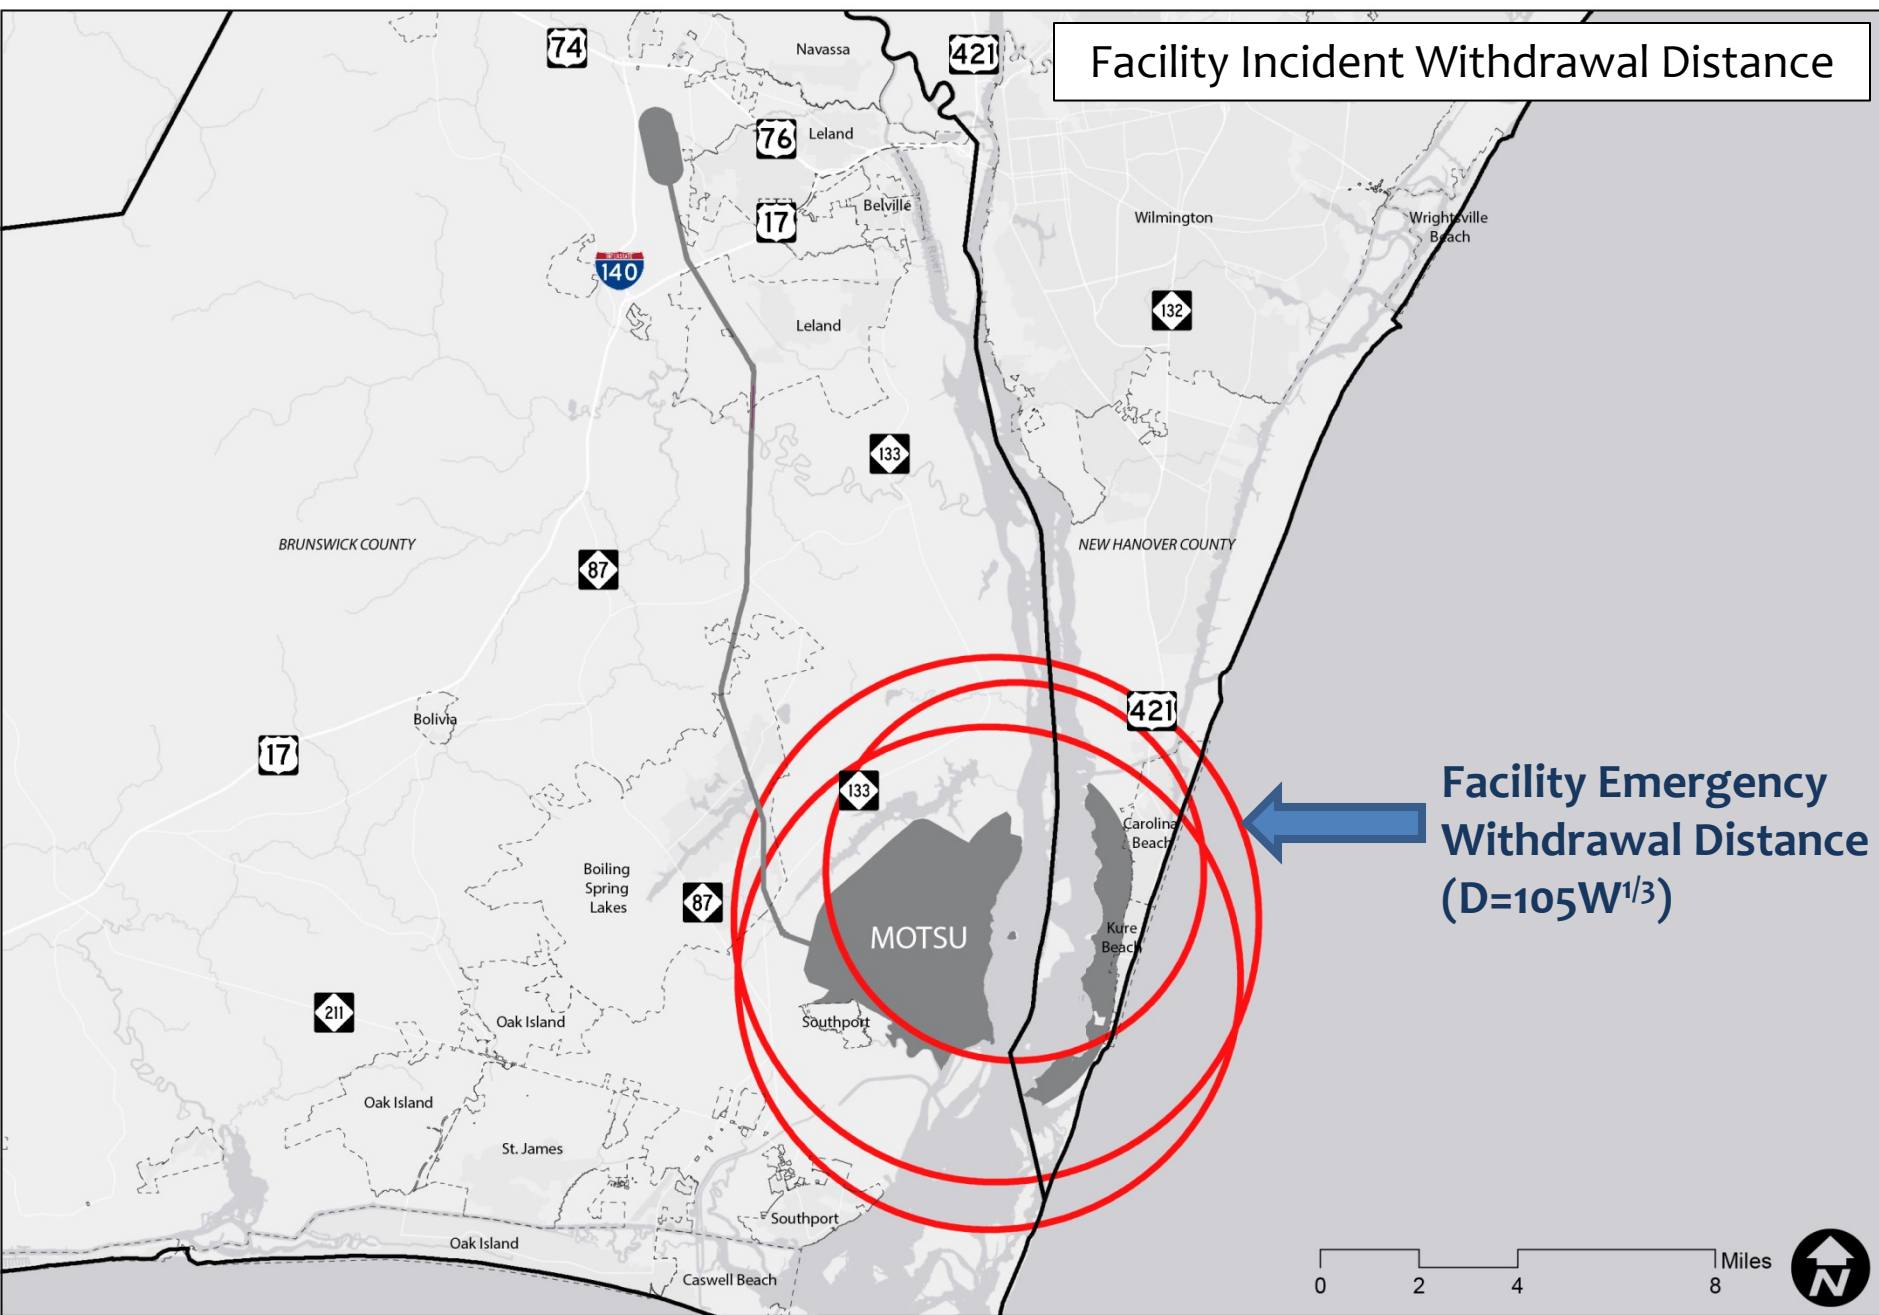 Facility Incident Withdrawal Distance
74
Navassa
421
76
Leland
17
Belville
Wilmington
Wrightsville
Beach
140
132
Leland
133
BRUNSWICK COUNTY
NEW HANOVER COUNTY
87
Bolivia
421
17
133
Facility Emergency
Withdrawal Distance
(D=105W^1/3)
Carolina
Beach
Boiling
Spring
Lakes
87
MOTSU
Kure
Beach
211
Oak Island
Southport
Oak Island
St. James
Southport
Oak Island
Caswell Beach
Miles
0 2 4 8
N